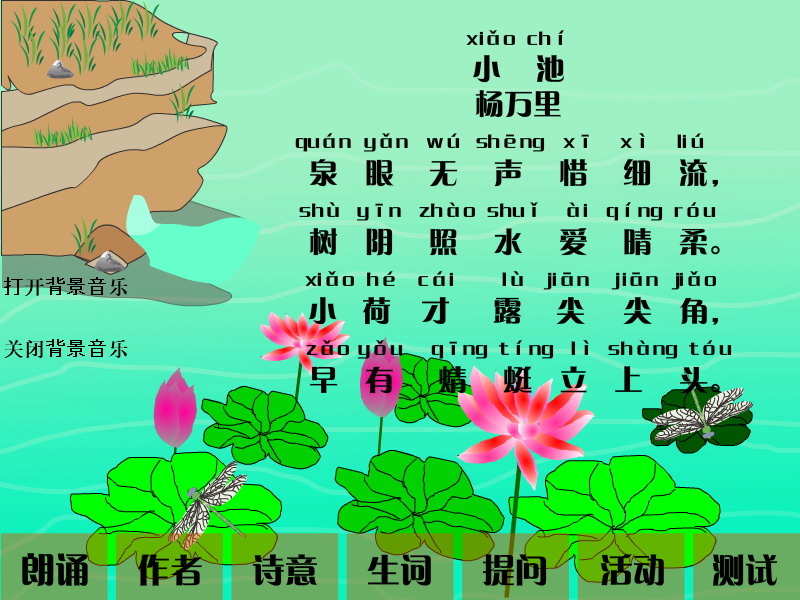 xiǎo chí
小 池
杨万里
quán yǎn wú shēng xī xì liú
泉 眼 无 声 惜 细 流，
shù yīn zhào shuǐ ài qíng róu
树 阴 照 水 爱 晴 柔。
xiǎo hé cái lù jiān jiān jiǎo
小 荷 才 露 尖 尖 角，
zǎo yǒu qīng tíng lì shàng tóu
早 有 蜻 蜓 立 上 头。
打开背景音乐
关闭背景音乐
朗诵 作者 诗意 生词 提问 活动 测试